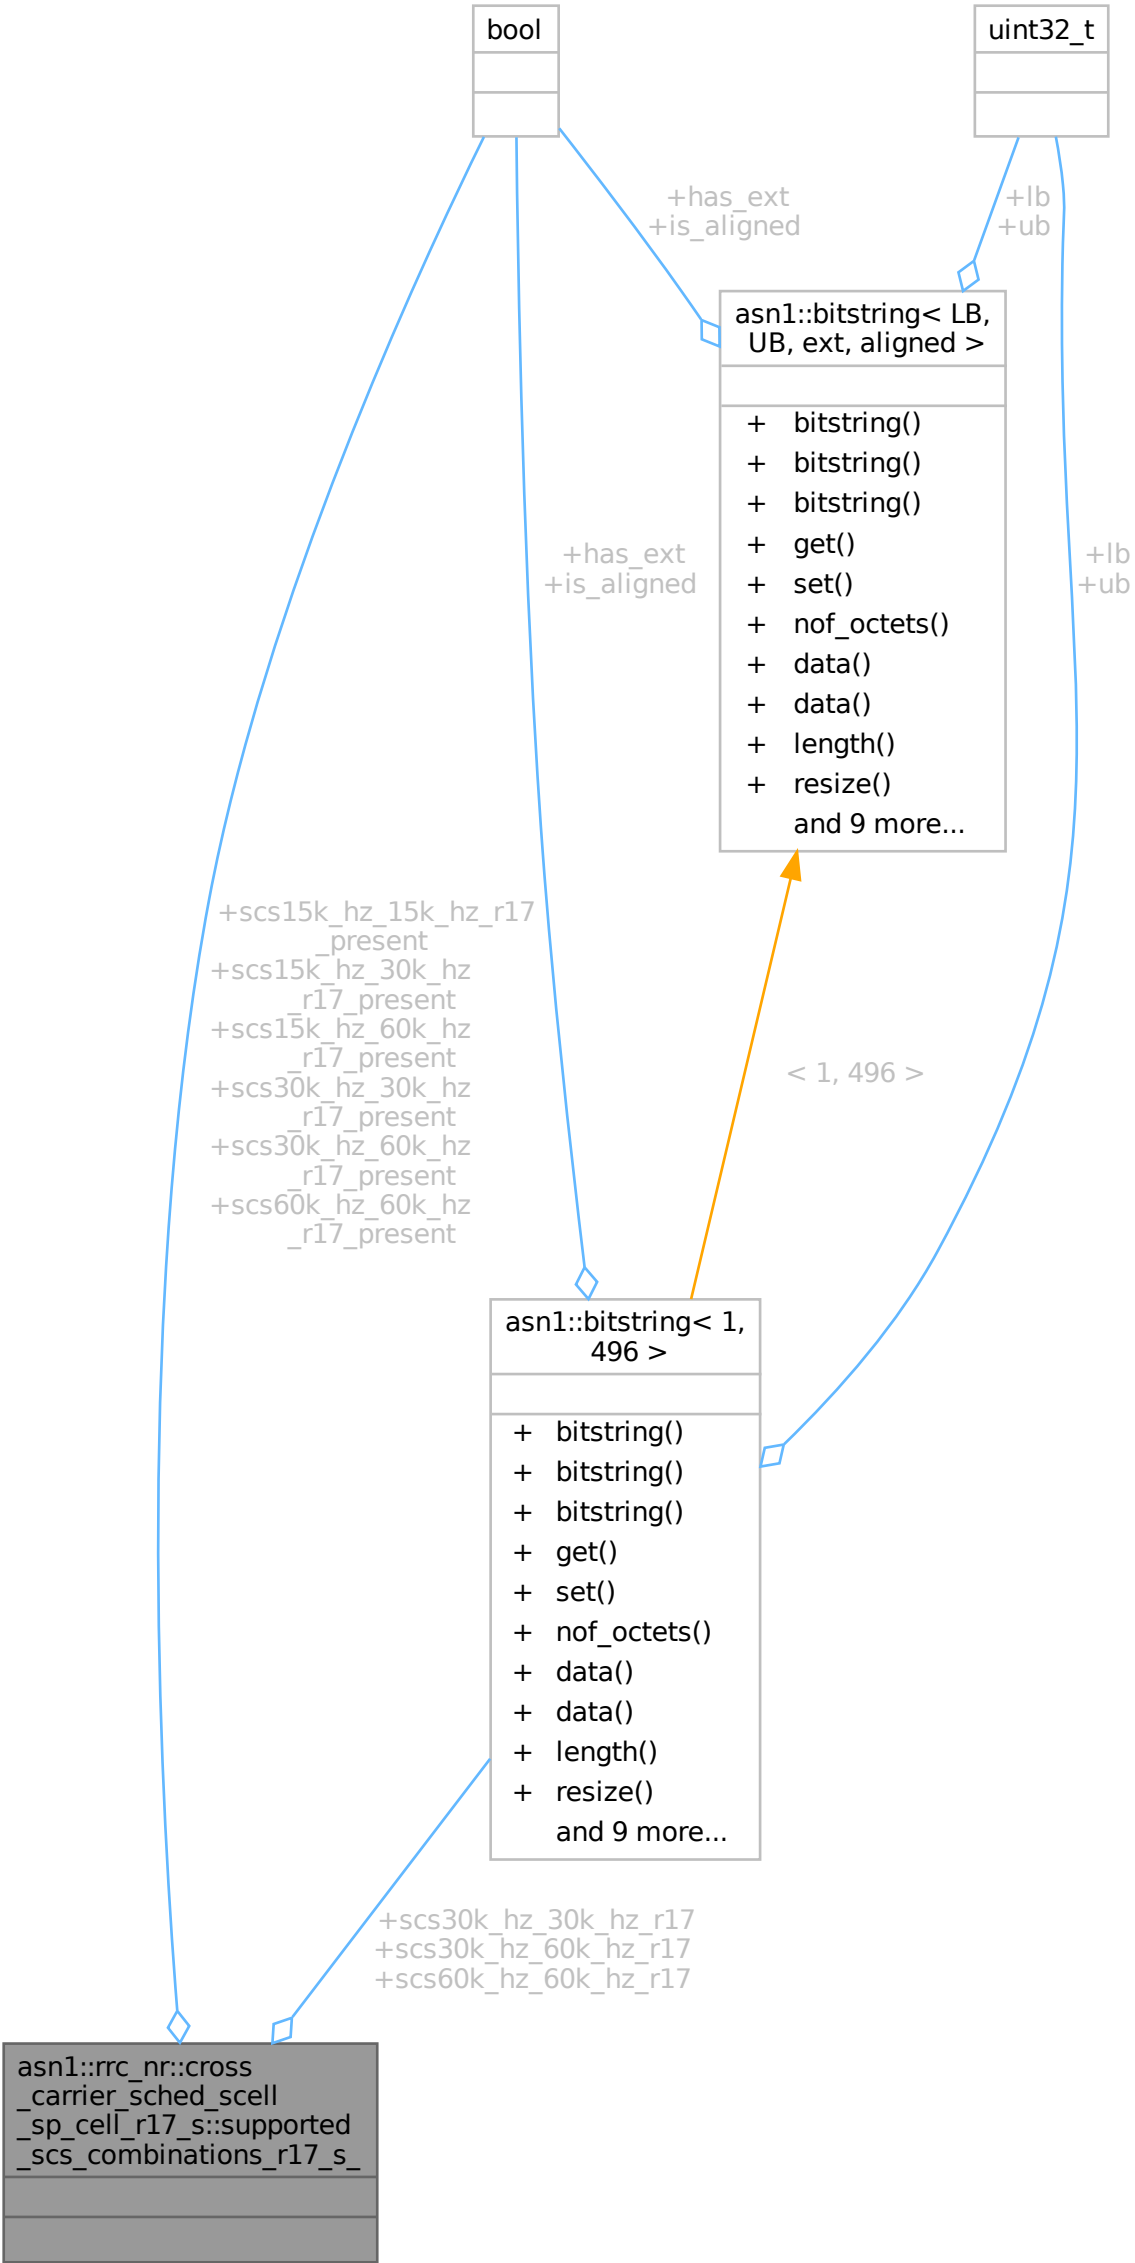 bool
uint32_t
+has_ext
+is_aligned
+lb
+ub
asn1::bitstring< LB,
UB, ext, aligned >
+ bitstring()
+ bitstring()
+ bitstring()
+ get()
+ set()
+ nof_octets()
+ data()
+ data()
+ length()
+ resize()
and 9 more...
+has_ext
+is_aligned
+lb
+ub
+scs15k_hz_15k_hz_r17
_present
+scs15k_hz_30k_hz
_r17_present
+scs15k_hz_60k_hz
_r17_present
+scs30k_hz_30k_hz
_r17_present
+scs30k_hz_60k_hz
_r17_present
+scs60k_hz_60k_hz
_r17_present
< 1, 496 >
asn1::bitstring< 1,
496 >
+ bitstring()
+ bitstring()
+ bitstring()
+ get()
+ set()
+ nof_octets()
+ data()
+ data()
+ length()
+ resize()
and 9 more...
+scs30k_hz_30k_hz_r17
+scs30k_hz_60k_hz_r17
+scs60k_hz_60k_hz_r17
asn1::rrc_nr::cross
_carrier_sched_scell
_sp_cell_r17_s::supported
_scs_combinations_r17_s_